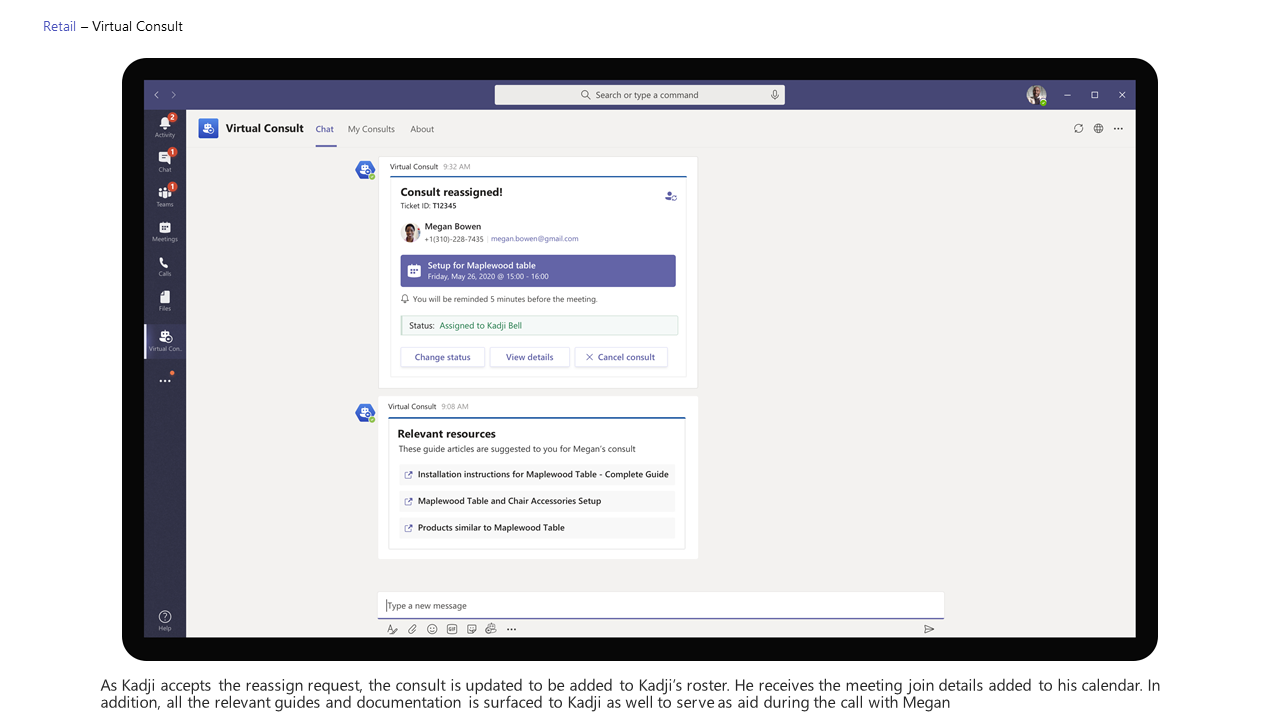 Retail – Virtual Consult
Search or type a command
2
Activity
1
Chat
1
Teams
Meetings
Calls
Files
Virtual Con..
Help
Virtual Consult Chat My Consults About
Virtual Consult 9:32 AM
Consult reassigned!
Ticket ID: T12345
Megan Bowen
+1(310)-228-7435 | megan.bowen@gmail.com
Setup for Maplewood table
Friday, May 26, 2020 @ 15:00 - 16:00
You will be reminded 5 minutes before the meeting.
Status: Assigned to Kadji Bell
Change status View details Cancel consult
Virtual Consult 9:08 AM
Relevant resources
These guide articles are suggested to you for Megan's consult
Installation instructions for Maplewood Table - Complete Guide
Maplewood Table and Chair Accessories Setup
Products similar to Maplewood Table
Type a new message
GIF
As Kadji accepts the reassign request, the consult is updated to be added to Kadji's roster. He receives the meeting join details added to his calendar. In
addition, all the relevant guides and documentation is surfaced to Kadji as well to serve as aid during the call with Megan